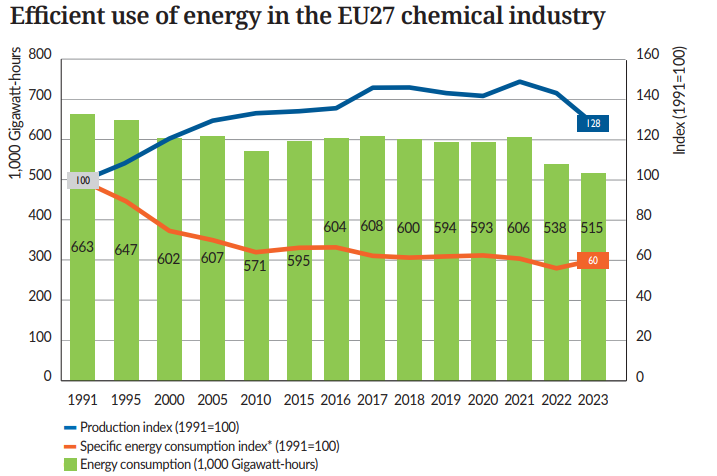 Efficient use of energy in the EU27 chemical industry
1,000 Gigawatt-hours
Index (1991=100)
800 160
700 140
600 120
500 100
400 80
300 60
200 40
100 20
0 0
128
100
60
663 647 602 607 571 595 604 608 600 594 593 606 538 515
1991 1995 2000 2005 2010 2015 2016 2017 2018 2019 2020 2021 2022 2023
Production index (1991=100)
Specific energy consumption index* (1991=100)
Energy consumption (1,000 Gigawatt-hours)